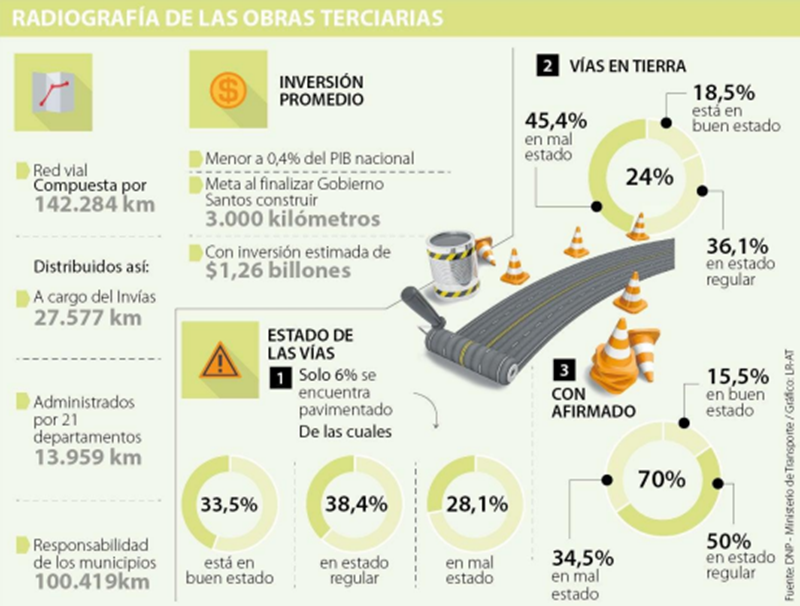 RADIOGRAFÍA DE LAS OBRAS TERCIARIAS
Red vial
Compuesta por
142.284 km
Distribuidos así:
A cargo del Invías
27.577 km
Administrados
por 21
departamentos
13.959 km
Responsabilidad
de los municipios
100.419km
INVERSIÓN
PROMEDIO
Menor a 0,4% del PIB nacional
Meta al finalizar Gobierno
Santos construir
3.000 kilómetros
Con inversión estimada de
$1,26 billones
ESTADO DE
LAS VÍAS
1 Solo 6% se
encuentra
pavimentado
De las cuales
33,5%
está en
buen estado
38,4%
en estado
regular
28,1%
en mal
estado
2 VÍAS EN TIERRA
18,5%
está en
buen estado
45,4%
en mal
estado
24%
36,1%
en estado
regular
3
CON
AFIRMADO
15,5%
en buen
estado
70%
34,5%
en mal
estado
50%
en estado
regular
Fuente: DNP - Ministerio de Transporte / Gráfico: LR-AT